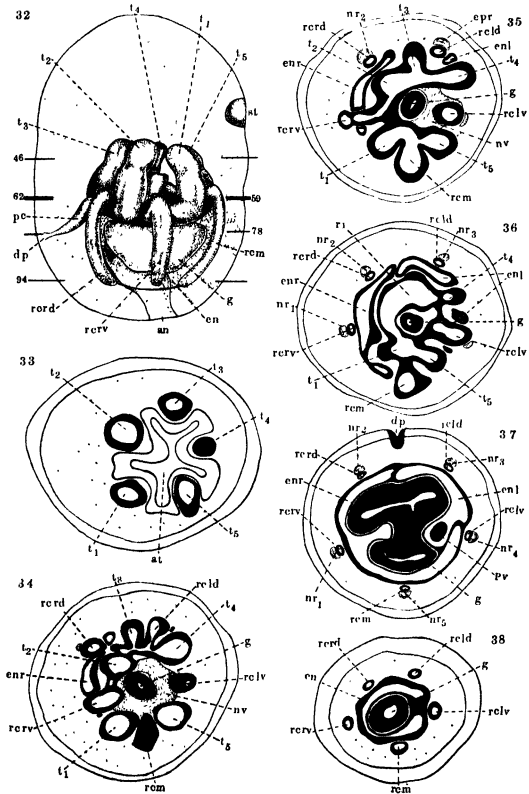 32
t4
t1
t2
t5
t3
st
46
62
59
pc
78
dp
rcm
94
rord
g
rcrv
an
en
33
t2
t3
t4
t1
t5
at
34
t3
rcld
rcrd
t4
t2
g
enr
rclv
rcrv
nv
t1
t5
rcm
35
nr2
t3
epr
rcrd
rcld
t2
enl
enr
t4
g
rclv
rcrv
nv
t1
t5
rcm
36
r1
rcld
nr2
nr3
rcrd
t4
enr
enl
nr1
g
rcrv
rclv
t1
t5
rcm
37
nr2
dp
rcld
rcrd
nr3
enr
enl
rcrv
rclv
nr4
nr1
pv
rcm
nr5
g
38
rcrd
rcld
en
g
rclv
rcm